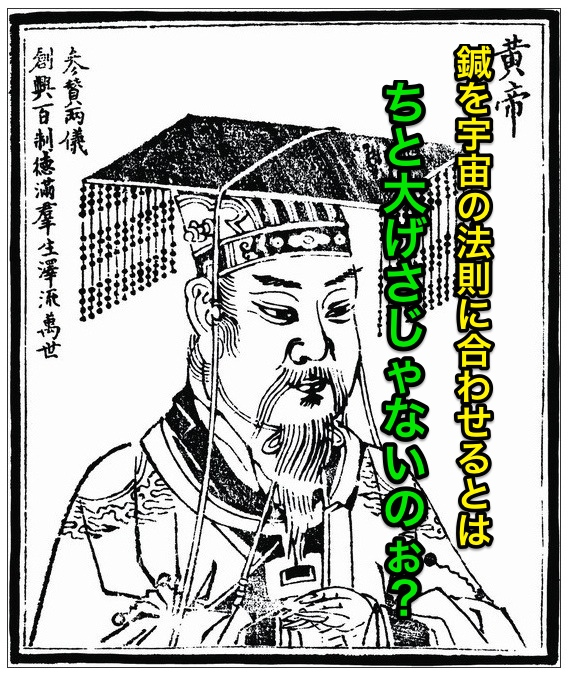 黄帝
鍼を宇宙の法則に合わせるとは
ちと大げさじゃないのぉ？
参贊両儀
創興百制德滿羣生澤流萬世